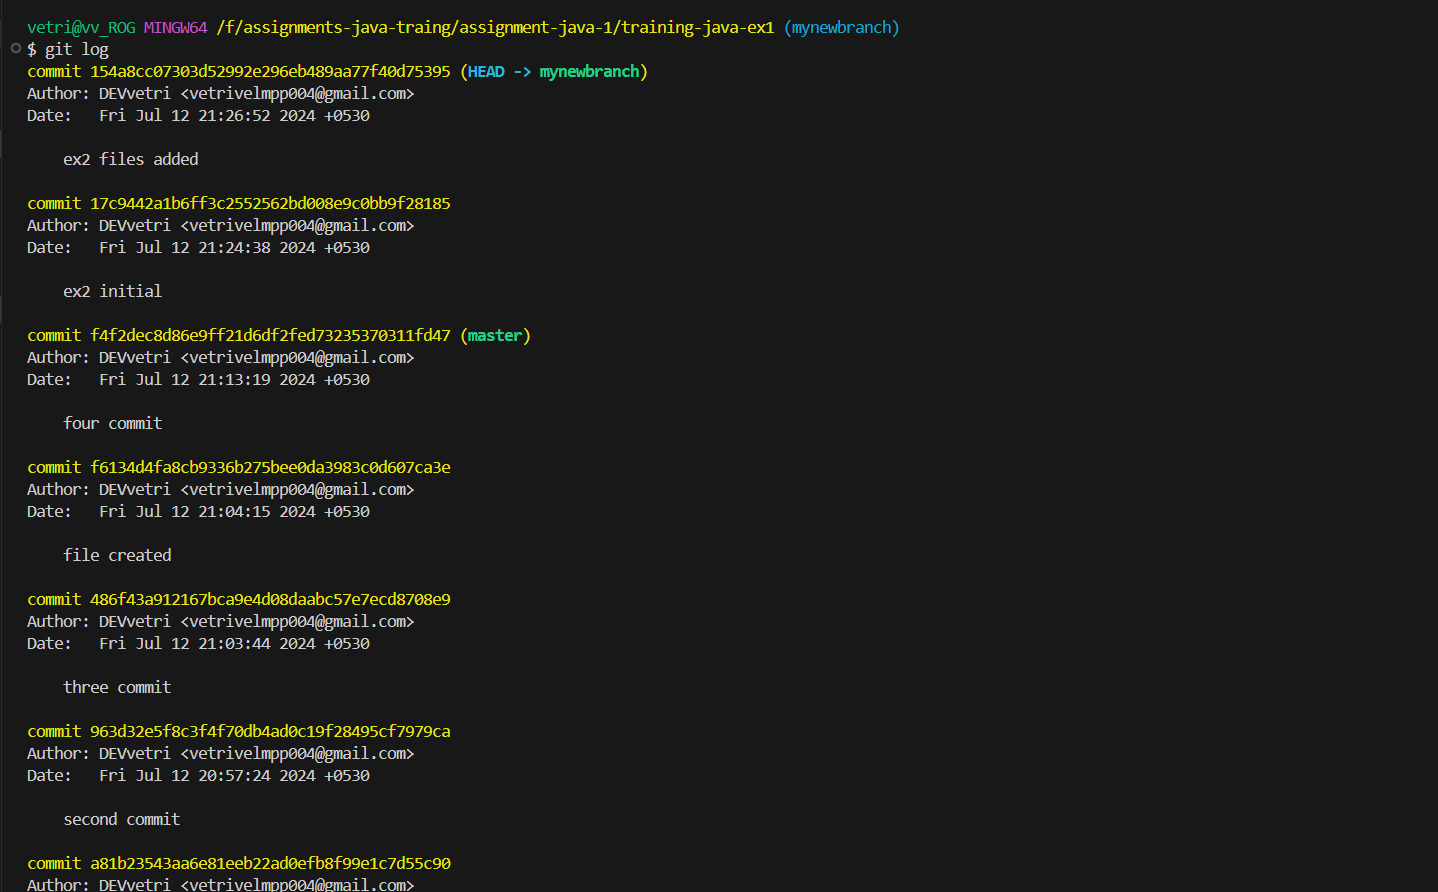 vetri@vv_ROG MINGW64 /f/assignments-java-traing/assignment-java-1/training-java-ex1 (mynewbranch)
$ git log
commit 154a8cc07303d52992e296eb489aa77f40d75395 (HEAD -> mynewbranch)
Author: DEVvetri <vetrivelmpp004@gmail.com>
Date:   Fri Jul 12 21:26:52 2024 +0530
    ex2 files added
commit 17c9442a1b6ff3c2552562bd008e9c0bb9f28185
Author: DEVvetri <vetrivelmpp004@gmail.com>
Date:   Fri Jul 12 21:24:38 2024 +0530
    ex2 initial
commit f4f2dec8d86e9ff21d6df2fed73235370311fd47 (master)
Author: DEVvetri <vetrivelmpp004@gmail.com>
Date:   Fri Jul 12 21:13:19 2024 +0530
    four commit
commit f6134d4fa8cb9336b275bee0da3983c0d607ca3e
Author: DEVvetri <vetrivelmpp004@gmail.com>
Date:   Fri Jul 12 21:04:15 2024 +0530
    file created
commit 486f43a912167bca9e4d08daabc57e7ecd8708e9
Author: DEVvetri <vetrivelmpp004@gmail.com>
Date:   Fri Jul 12 21:03:44 2024 +0530
    three commit
commit 963d32e5f8c3f4f70db4ad0c19f28495cf7979ca
Author: DEVvetri <vetrivelmpp004@gmail.com>
Date:   Fri Jul 12 20:57:24 2024 +0530
    second commit
commit a81b23543aa6e81eeb22ad0efb8f99e1c7d55c90
Author: DEVvetri <vetrivelmpp004@gmail.com>